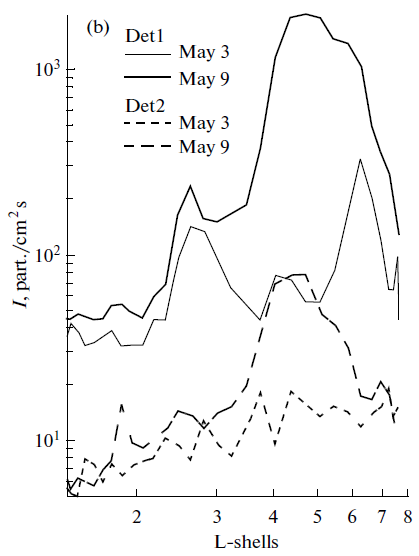 (b)
Det1
May 3
May 9
Det2
May 3
May 9
10³
10²
10¹
I, part./cm² s
2 3 4 5 6 7 8
L-shells